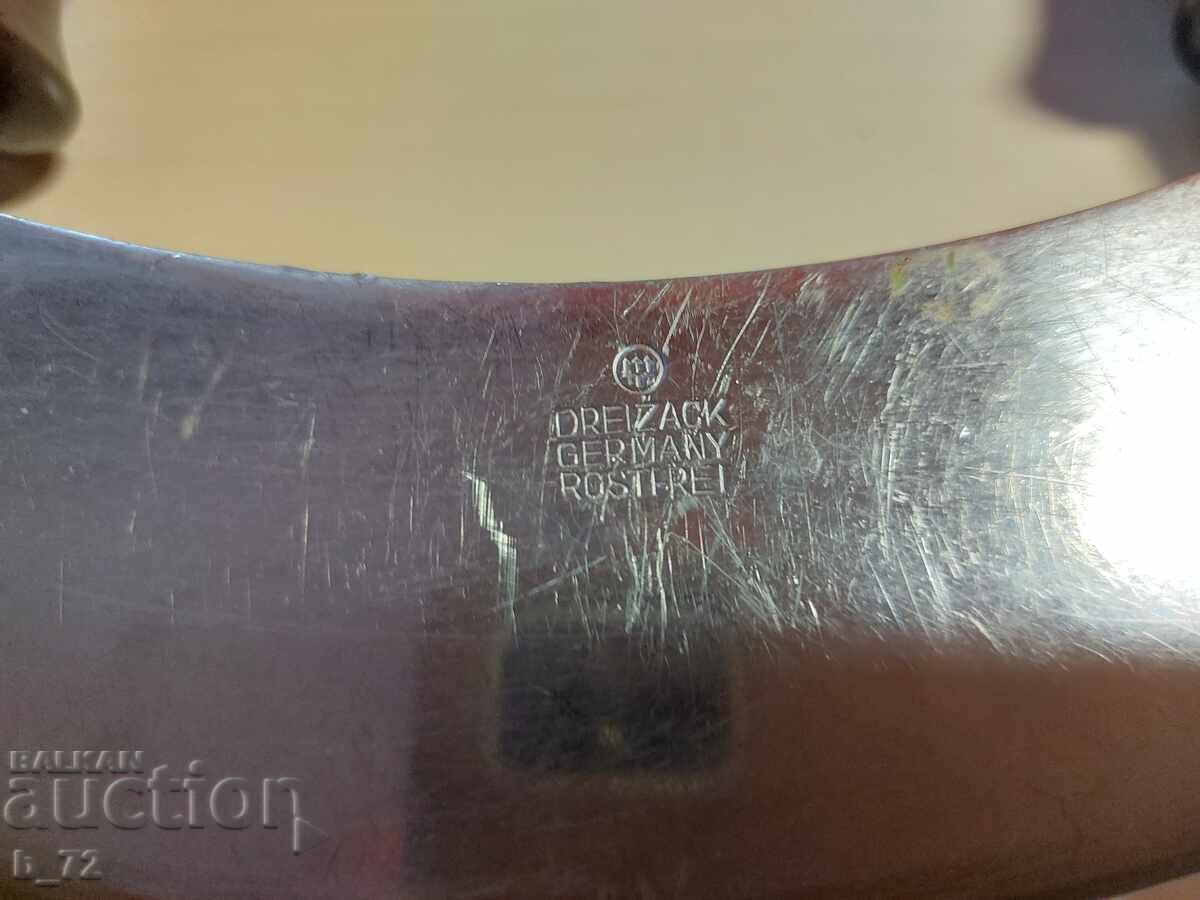 DREIZACK
GERMANY
ROSTFREI
BALKAN
auction
b_72